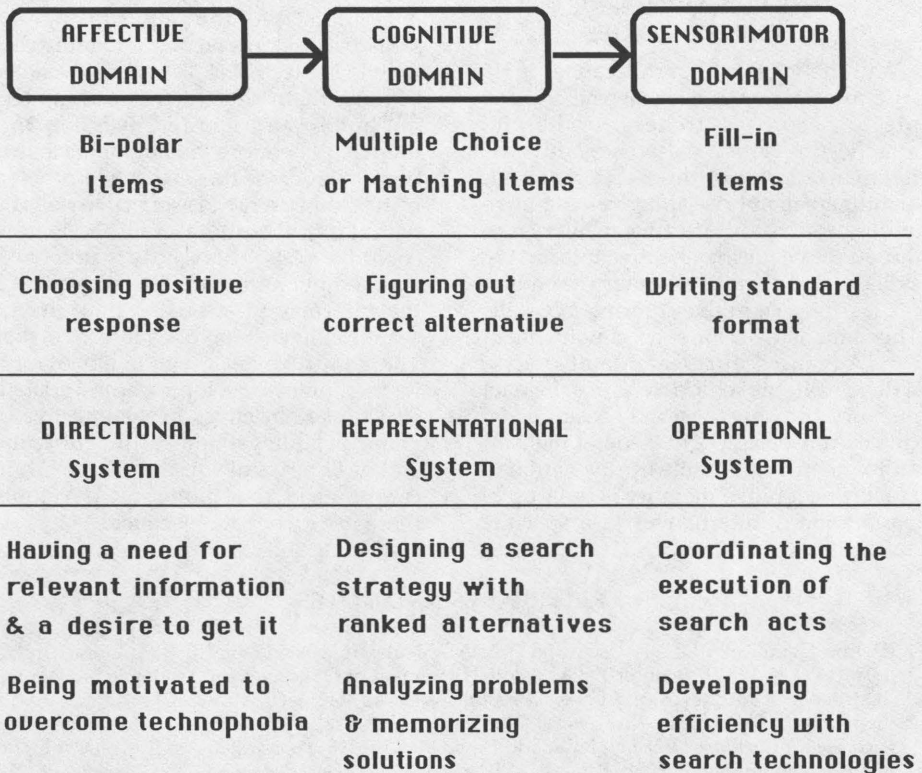 AFFECTIVE
DOMAIN
COGNITIVE
DOMAIN
SENSORIMOTOR
DOMAIN
Bi-polar
Items
Multiple Choice
or Matching Items
Fill-in
Items
Choosing positive
response
Figuring out
correct alternative
Writing standard
format
DIRECTIONAL
System
REPRESENTATIONAL
System
OPERATIONAL
System
Having a need for
relevant information
& a desire to get it
Designing a search
strategy with
ranked alternatives
Coordinating the
execution of
search acts
Being motivated to
overcome technophobia
Analyzing problems
& memorizing
solutions
Developing
efficiency with
search technologies